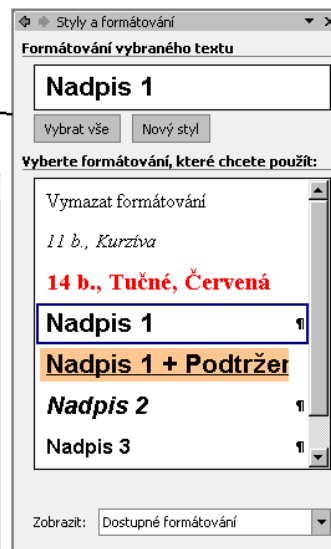 Styly a formátování
Formátování vybraného textu
Nadpis 1
Vybrat vše Nový styl
Vyberte formátování, které chcete použít:
Vymazat formátování
11 b., Kurzíva
14 b., Tučné, Červená
Nadpis 1 ¶
Nadpis 1 + Podtržen
Nadpis 2 ¶
Nadpis 3 ¶
Zobrazit: Dostupné formátování